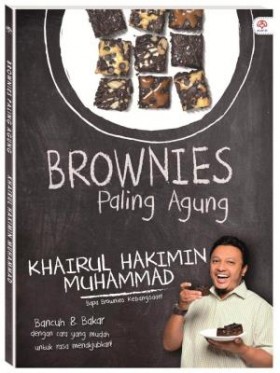 BROWNIES PALING AGUNG
KHAIRUL HAKIMIN MUHAMMAD
BROWNIES
Paling Agung
KHAIRUL HAKIMIN
MUHAMMAD
Bapa Brownies Kebangsaan
Bancuh & Bakar
dengan cara yang mudah
untuk rasa menakjubkan!